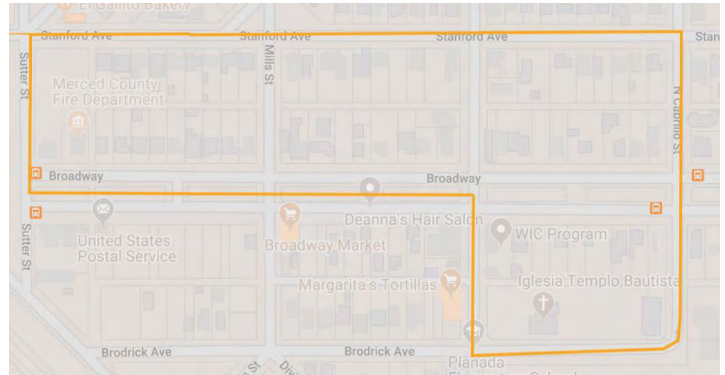 El Gallito Bakery
Stanford Ave
Stanford Ave
Stanford Ave
Stan
Sutter St
Mills St
N Cabrillo St
Merced County
Fire Department
Broadway
Broadway
Deanna's Hair Salon
United States
Postal Service
Broadway Market
WIC Program
Sutter St
Margarita's Tortillas
Iglesia Templo Bautista
Brodrick Ave
Brodrick Ave
St
Planada